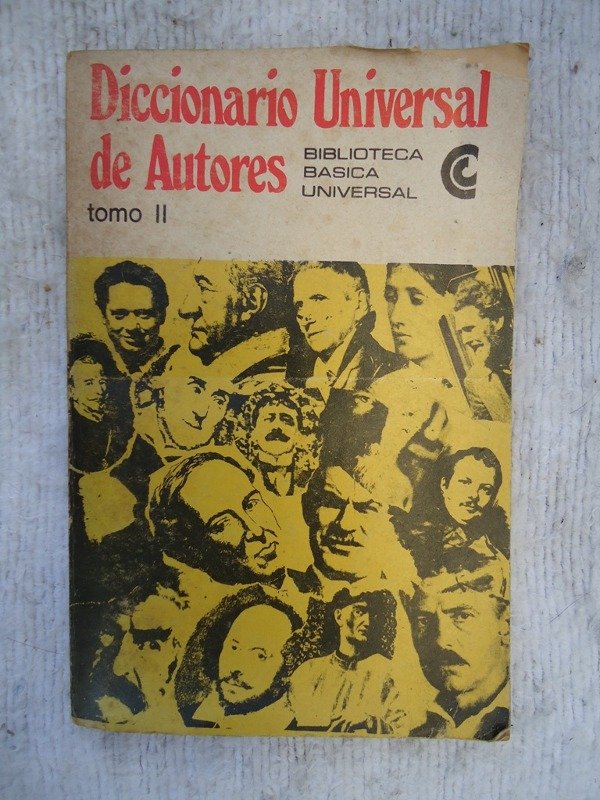 Diccionario Universal
de Autores
BIBLIOTECA
BASICA
UNIVERSAL
tomo II